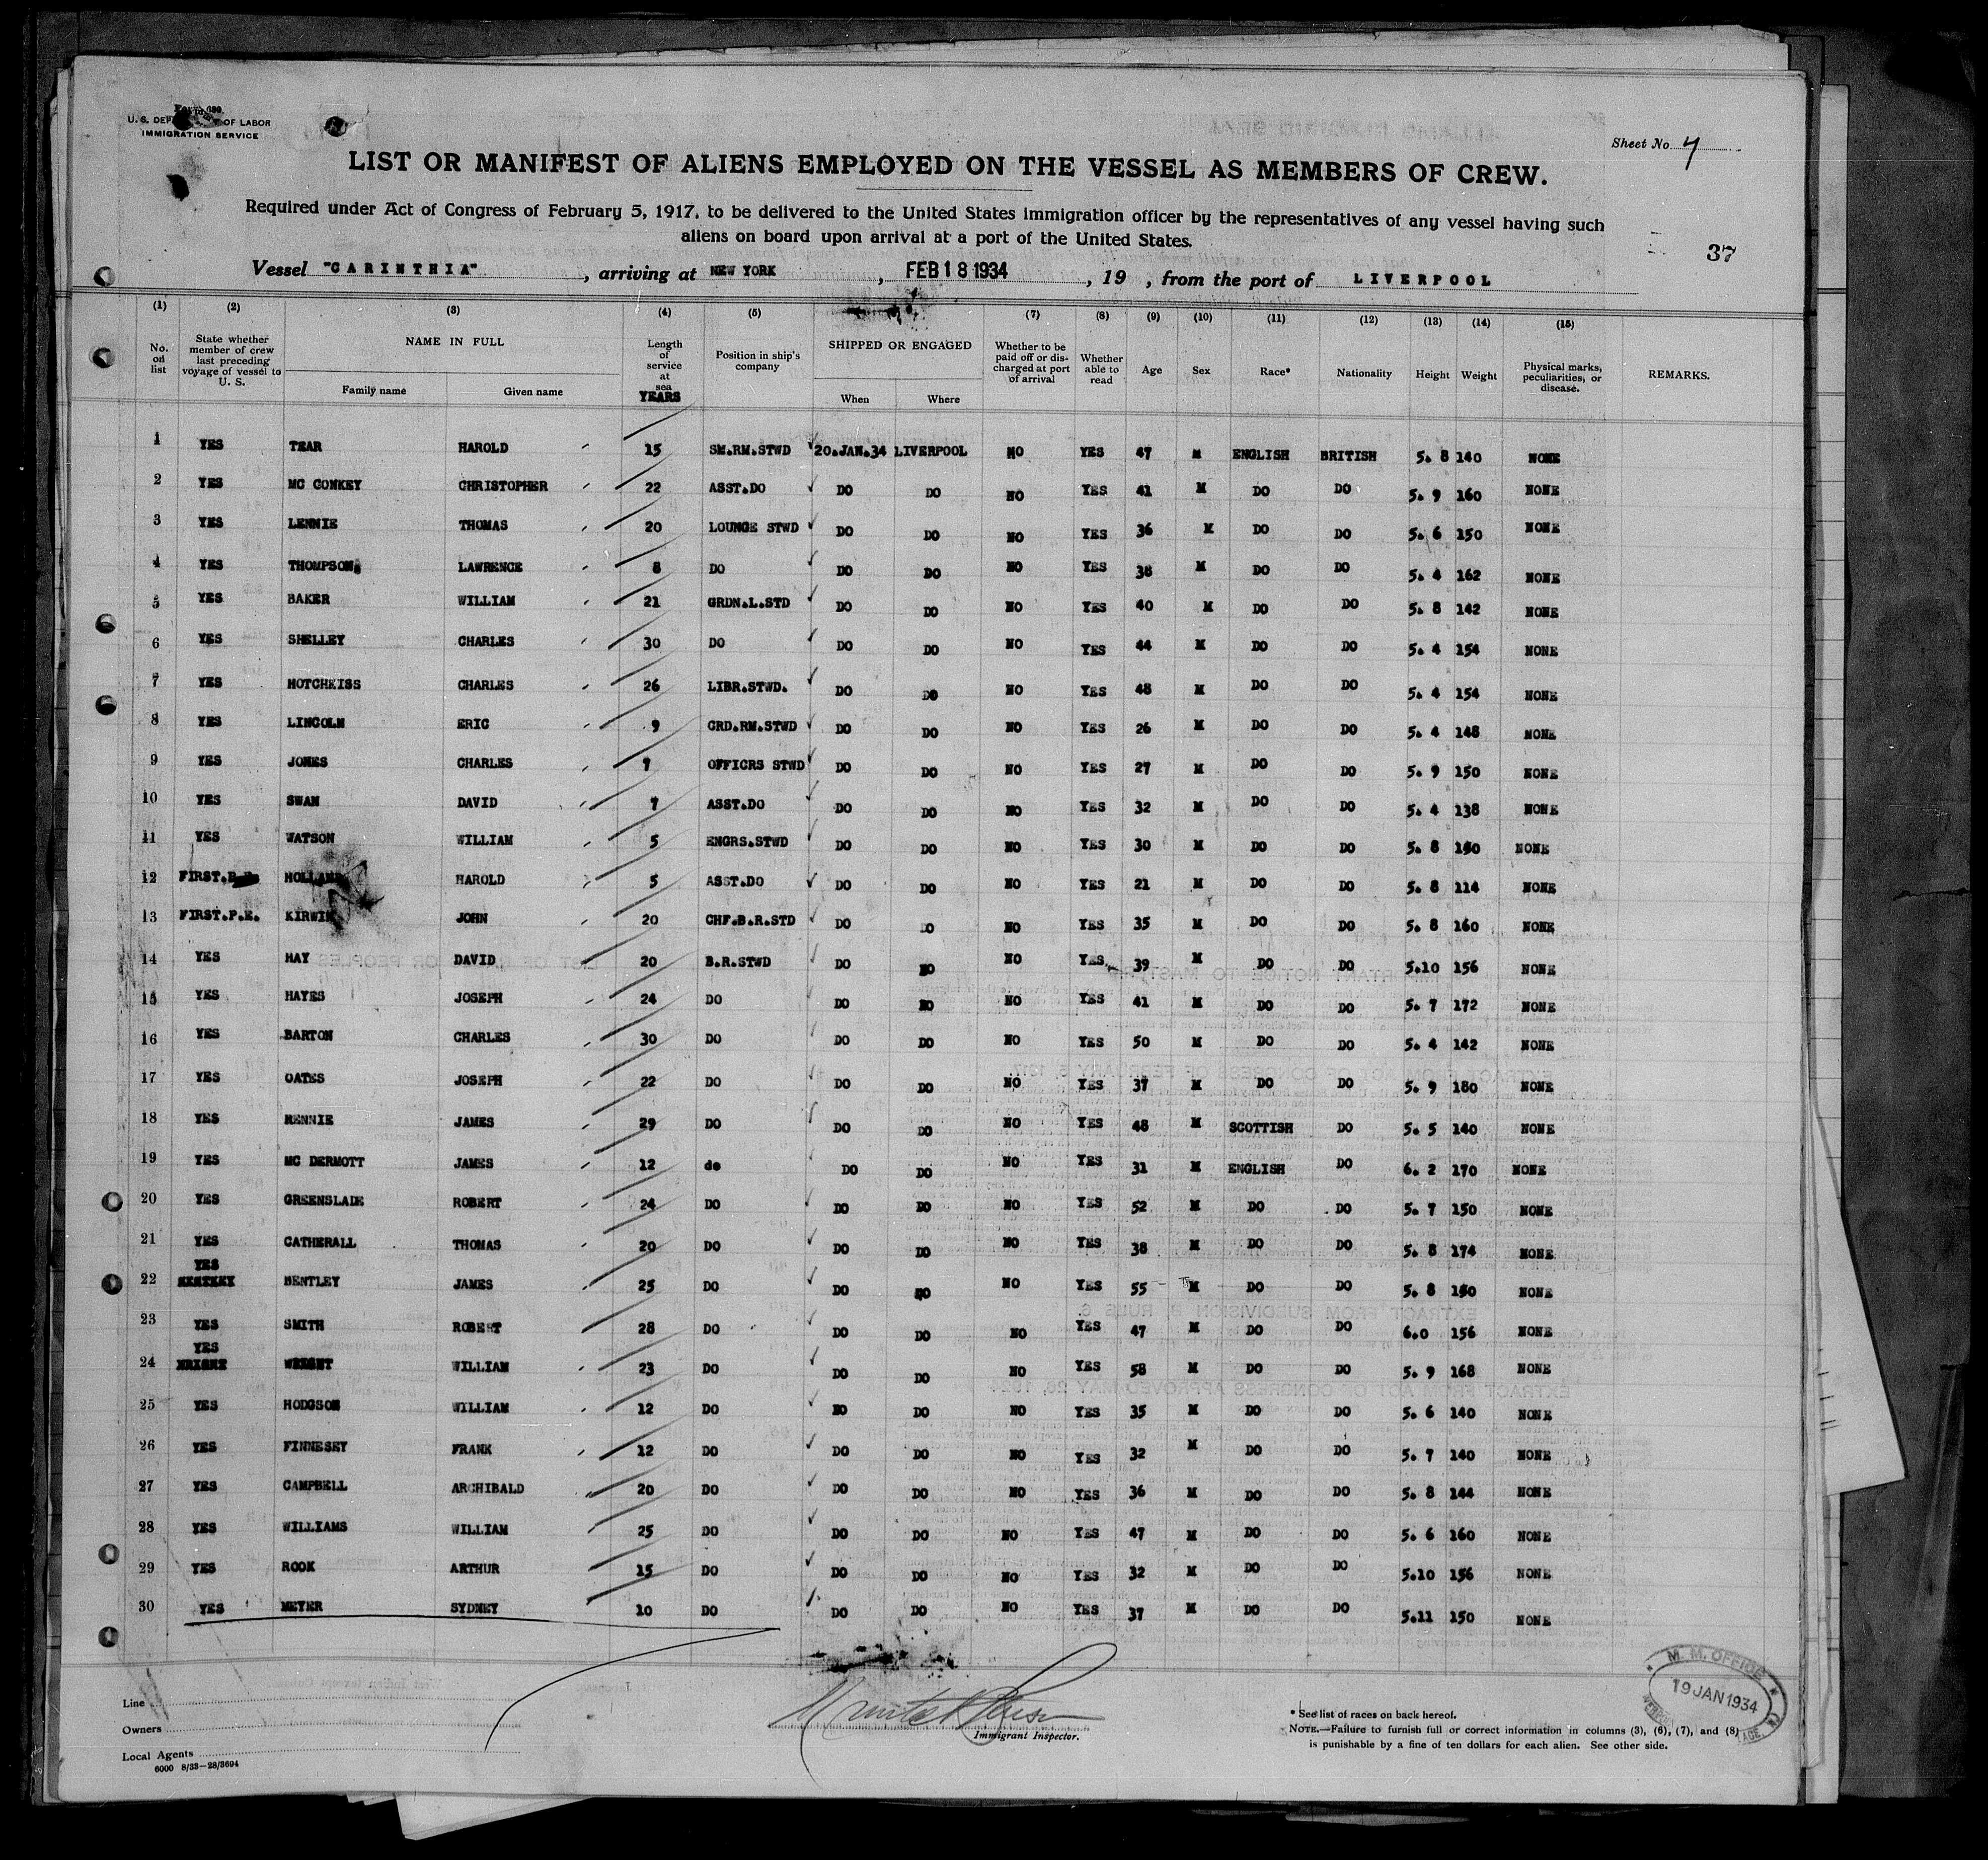 U. S. DEP OF LABOR
IMMIGRATION SERVICE
Sheet No. 7
LIST OR MANIFEST OF ALIENS EMPLOYED ON THE VESSEL AS MEMBERS OF CREW.
Required under Act of Congress of February 5, 1917, to be delivered to the United States immigration officer by the representatives of any vessel having such
aliens on board upon arrival at a port of the United States.
37
Vessel "CARINTHIA", arriving at NEW YORK, FEB 18 1934, 19 , from the port of LIVERPOOL
(1) (2) (3) (4) (5) (7) (8) (9) (10) (11) (12) (13) (14) (15)
No. on list State whether member of crew last preceding voyage of vessel to U. S. NAME IN FULL Family name Given name Length of service at sea YEARS Position in ship's company SHIPPED OR ENGAGED When Where Whether to be paid off or discharged at port of arrival Whether able to read Age Sex Race* Nationality Height Weight Physical marks, peculiarities, or disease. REMARKS.
1 YES TEAR HAROLD 15 SM.RM.STWD 20.JAN.34 LIVERPOOL NO YES 47 M ENGLISH BRITISH 5. 8 140 NONE
2 YES MC CONKEY CHRISTOPHER 22 ASST.DO DO DO NO YES 41 M DO DO 5. 9 160 NONE
3 YES LENNIE THOMAS 20 LOUNGE STWD DO DO NO YES 36 M DO DO 5. 6 150 NONE
4 YES THOMPSON LAWRENCE 8 DO DO DO NO YES 38 M DO DO 5. 4 162 NONE
5 YES BAKER WILLIAM 21 GRDN.L.STD DO DO NO YES 40 M DO DO 5. 8 142 NONE
6 YES SHELLEY CHARLES 30 DO DO DO NO YES 44 M DO DO 5. 4 154 NONE
7 YES HOTCHKISS CHARLES 26 LIBR.STWD. DO DO NO YES 48 M DO DO 5. 4 154 NONE
8 YES LINCOLN ERIC 9 CRD.RM.STWD DO DO NO YES 26 M DO DO 5. 4 148 NONE
9 YES JONES CHARLES 7 OFFICRS STWD DO DO NO YES 27 M DO DO 5. 9 150 NONE
10 YES SWAN DAVID 7 ASST.DO DO DO NO YES 32 M DO DO 5. 4 138 NONE
11 YES WATSON WILLIAM 5 ENGRS.STWD DO DO NO YES 30 M DO DO 5. 8 NONE
12 FIRST. HOLLAND HAROLD 5 ASST.DO DO DO NO YES 21 M DO DO 5. 8 114 NONE
13 FIRST.P.E. KIRWIN JOHN 20 CHF.B.R.STD DO DO NO YES 35 M DO DO 5. 8 160 NONE
14 YES HAY DAVID 20 B.R.STWD DO DO NO YES 39 M DO DO 5.10 156 NONE
15 YES HAYES JOSEPH 24 DO DO DO NO YES 41 M DO DO 5. 7 172 NONE
16 YES BARTON CHARLES 30 DO DO DO NO YES 50 M DO DO 5. 4 142 NONE
17 YES OATES JOSEPH 22 DO DO DO NO YES 37 M DO DO 5. 9 180 NONE
18 YES RENNIE JAMES 29 DO DO DO NO YES 48 M SCOTTISH DO 5. 5 140 NONE
19 YES MC DERMOTT JAMES 12 do DO DO NO YES 31 M ENGLISH DO 6. 2 170 NONE
20 YES GREENSLADE ROBERT 24 DO DO DO NO YES 52 M DO DO 5. 7 150 NONE
21 YES CATHERALL THOMAS 20 DO DO DO NO YES 38 M DO DO 5. 8 174 NONE
22 YES BENTLEY JAMES 25 DO DO DO NO YES 55 M DO DO 5. 8 NONE
23 YES SMITH ROBERT 28 DO DO DO NO YES 47 M DO DO 6.0 156 NONE
24 YES WRIGHT WILLIAM 23 DO DO DO NO YES 58 M DO DO 5. 9 168 NONE
25 YES HODGSON WILLIAM 12 DO DO DO NO YES 35 M DO DO 5. 6 140 NONE
26 YES FINNESEY FRANK 12 DO DO DO NO YES 32 M DO DO 5. 7 140 NONE
27 YES CAMPBELL ARCHIBALD 20 DO DO DO NO YES 36 M DO DO 5. 8 144 NONE
28 YES WILLIAMS WILLIAM 25 DO DO DO NO YES 47 M DO DO 5. 6 160 NONE
29 YES ROOK ARTHUR 15 DO DO DO NO YES 32 M DO DO 5.10 156 NONE
30 YES MEYER SYDNEY 10 DO DO DO NO YES 37 M DO DO 5.11 150 NONE
Line
Owners
Local Agents
6000 8/33—28/3694
Immigrant Inspector.
* See list of races on back hereof.
NOTE.—Failure to furnish full or correct information in columns (3), (6), (7), and (8)
is punishable by a fine of ten dollars for each alien. See other side.
M. M. OFFICE
19 JAN 1934